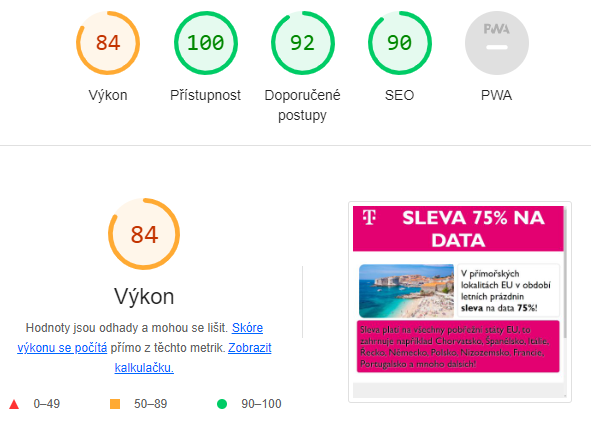 84
100
92
90
PWA
Výkon
Přístupnost
Doporučené
postupy
SEO
PWA
84
Výkon
Hodnoty jsou odhady a mohou se lišit. Skóre
výkonu se počítá přímo z těchto metrik. Zobrazit
kalkulačku.
0–49
50–89
90–100
T
SLEVA 75% NA
DATA
V přímořských
lokalitách EU v období
letních prázdnin
sleva na data 75%!
Sleva platí na všechny pobřežní státy EU, to
zahrnuje například Chorvatsko, Španělsko, Itálie,
Řecko, Německo, Polsko, Nizozemsko, Francie,
Portugalsko a mnoho dalších!